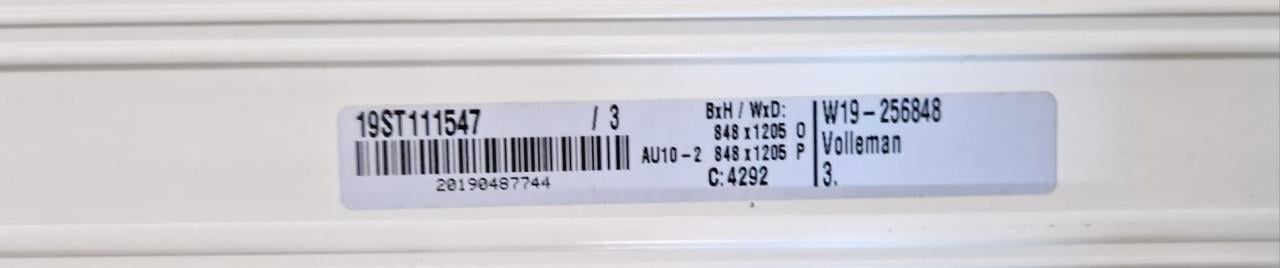 19ST111547 / 3
20190487744
BxH / WxD:
848 x1205 O
AU10-2 848 x1205 P
C: 4292
W19-256848
Volleman
3.